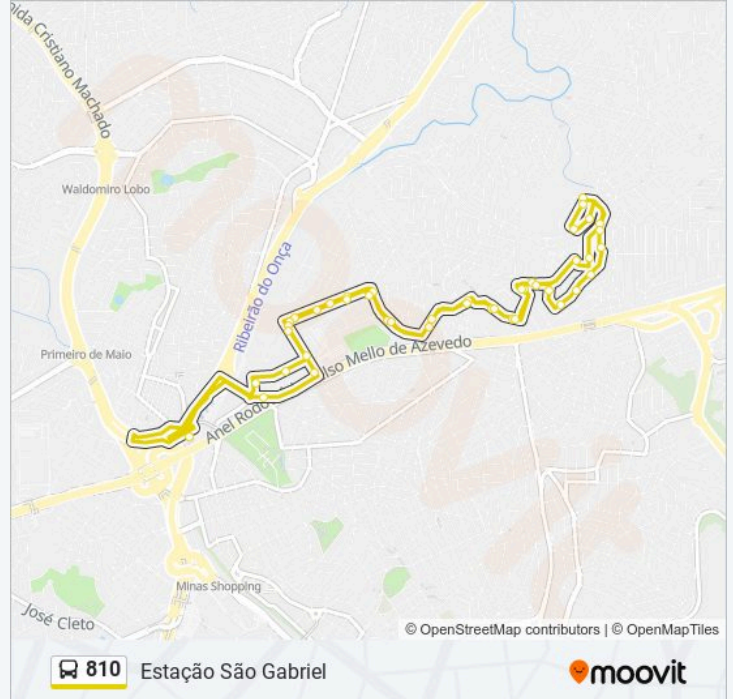 ida Cristiano Machado
Waldomiro Lobo
Ribeirão do Onça
Primeiro de Maio
Anel Rodo
lso Mello de Azevedo
Minas Shopping
José Cleto
© OpenStreetMap contributors | © OpenMapTiles
810 Estação São Gabriel
moovit